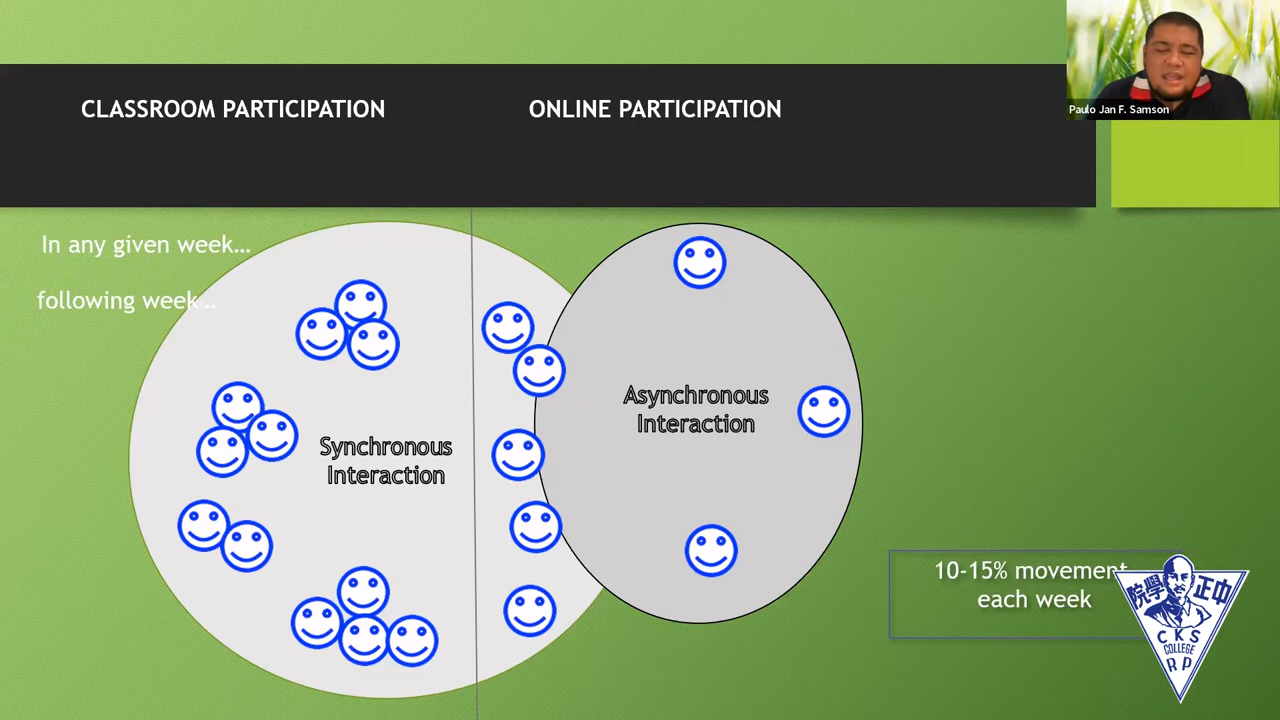 CLASSROOM PARTICIPATION
ONLINE PARTICIPATION
Paulo Jan F. Samson
In any given week…
following week…
Synchronous
Interaction
Asynchronous
Interaction
10-15% movement
each week
院學 正中
CKS
COLLEGE
R P